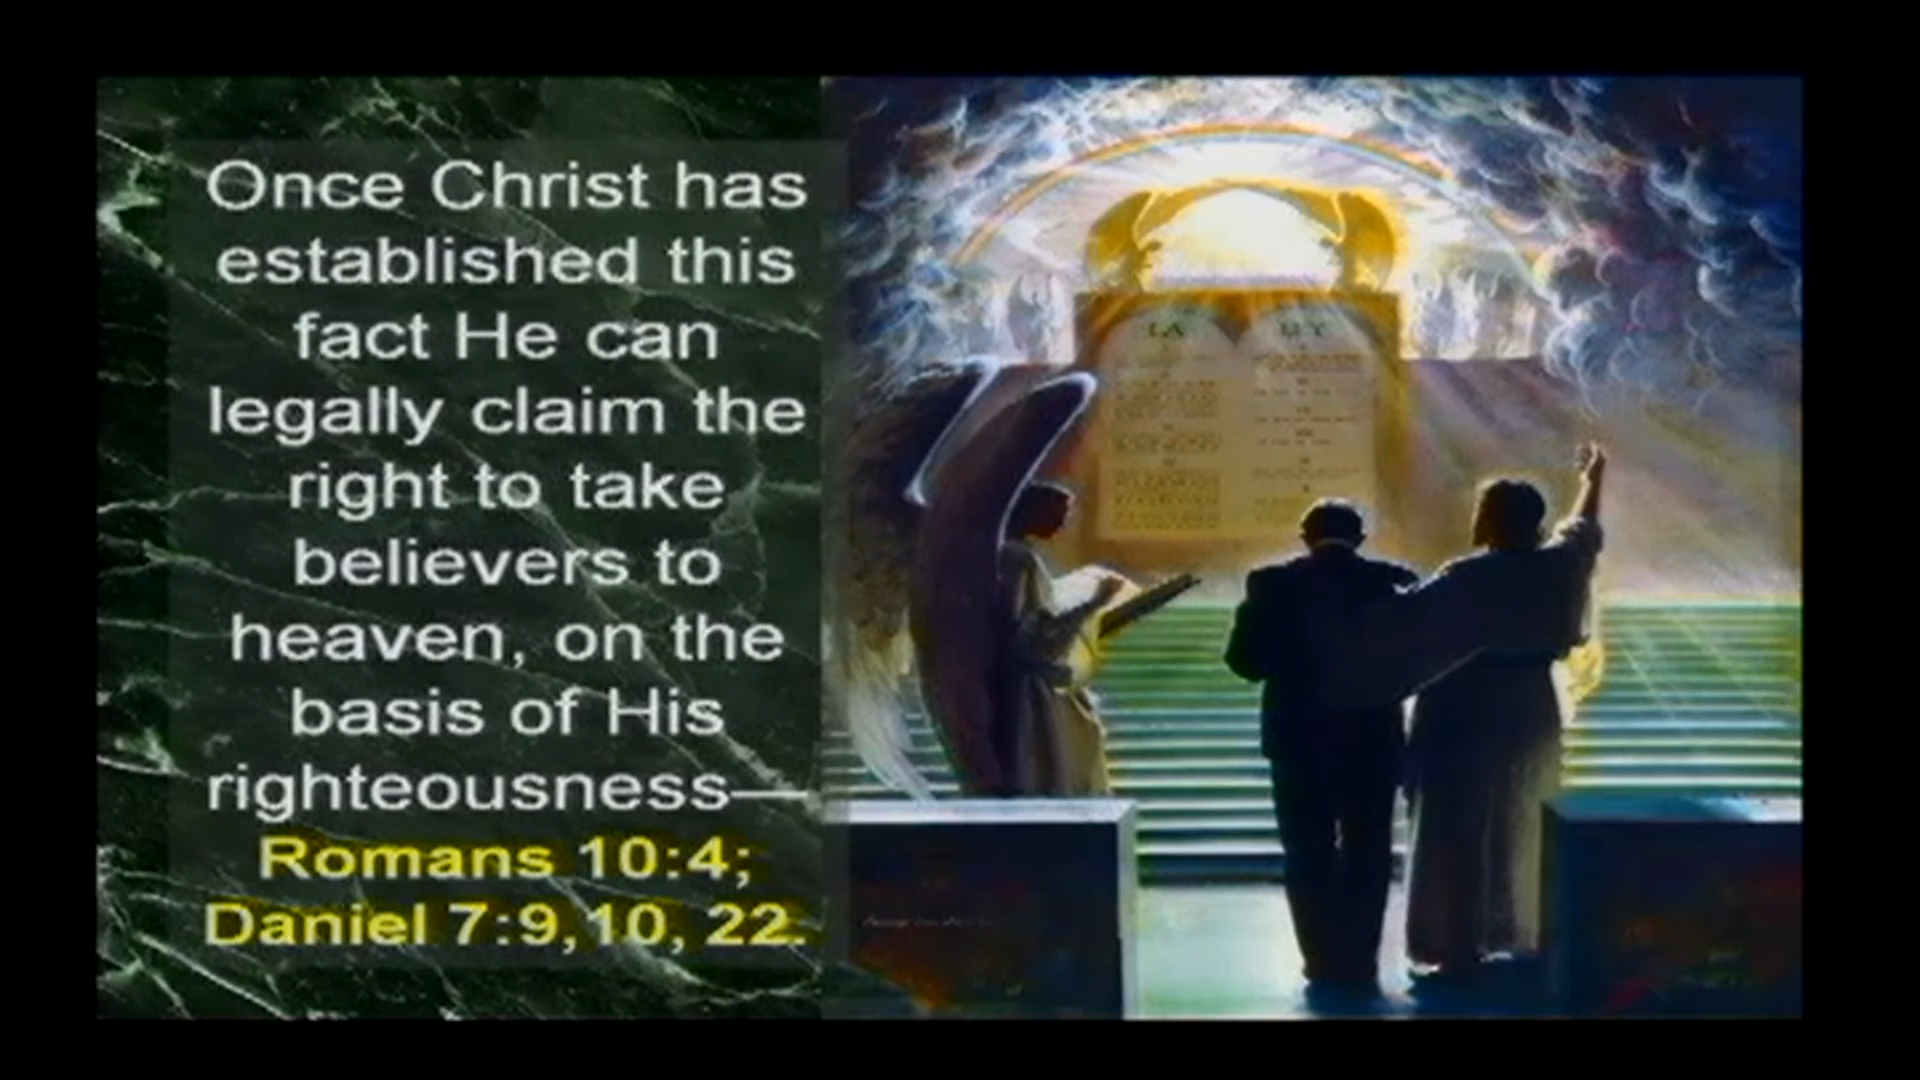 Once Christ has
established this
fact He can
legally claim the
right to take
believers to
heaven, on the
basis of His
righteousness—
Romans 10:4;
Daniel 7:9,10, 22.